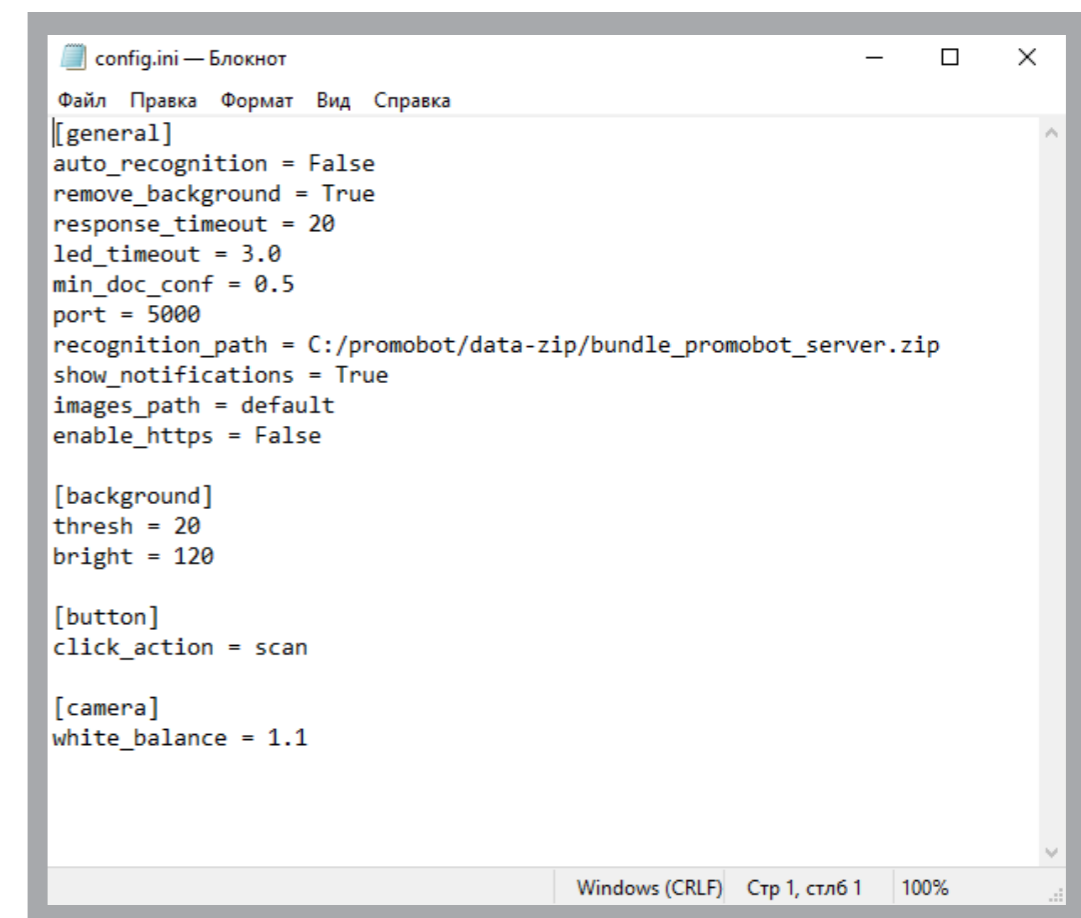 config.ini — Блокнот
Файл Правка Формат Вид Справка
[general]
auto_recognition = False
remove_background = True
response_timeout = 20
led_timeout = 3.0
min_doc_conf = 0.5
port = 5000
recognition_path = C:/promobot/data-zip/bundle_promobot_server.zip
show_notifications = True
images_path = default
enable_https = False
[background]
thresh = 20
bright = 120
[button]
click_action = scan
[camera]
white_balance = 1.1
Windows (CRLF) Стр 1, стлб 1 100%